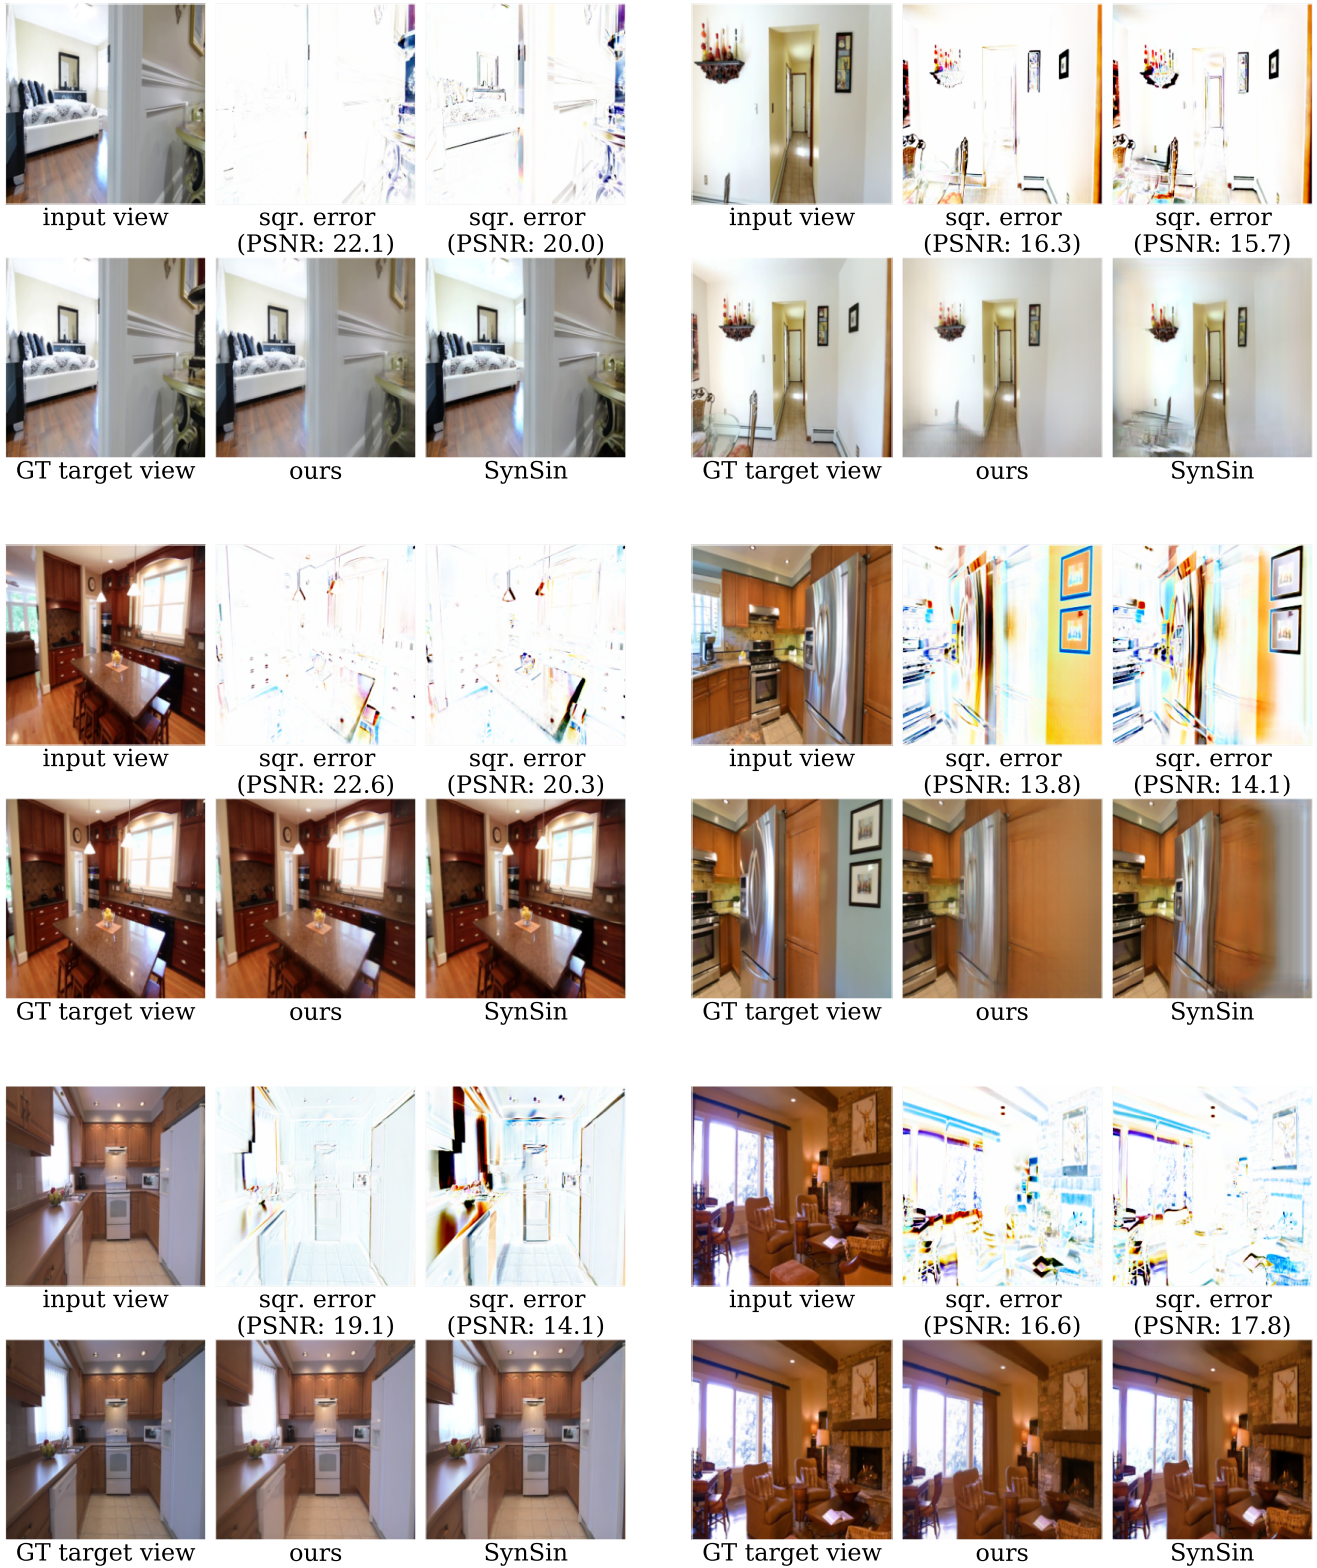 input view
sqr. error
(PSNR: 22.1)
sqr. error
(PSNR: 20.0)
GT target view
ours
SynSin
input view
sqr. error
(PSNR: 16.3)
sqr. error
(PSNR: 15.7)
GT target view
ours
SynSin
input view
sqr. error
(PSNR: 22.6)
sqr. error
(PSNR: 20.3)
GT target view
ours
SynSin
input view
sqr. error
(PSNR: 13.8)
sqr. error
(PSNR: 14.1)
GT target view
ours
SynSin
input view
sqr. error
(PSNR: 19.1)
sqr. error
(PSNR: 14.1)
GT target view
ours
SynSin
input view
sqr. error
(PSNR: 16.6)
sqr. error
(PSNR: 17.8)
GT target view
ours
SynSin